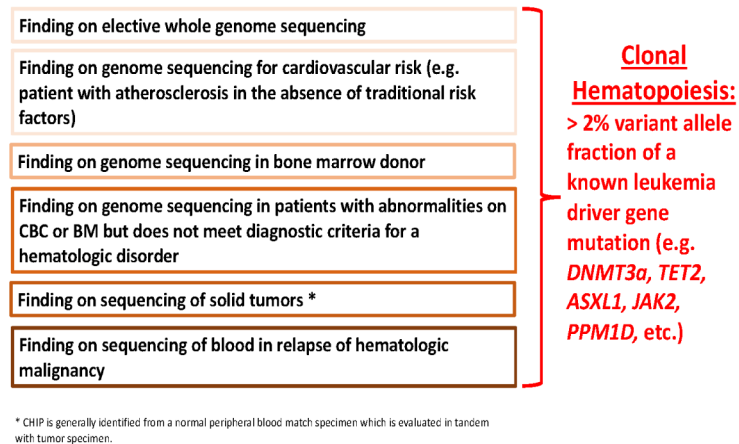 Finding on elective whole genome sequencing
Finding on genome sequencing for cardiovascular risk (e.g.
patient with atherosclerosis in the absence of traditional risk
factors)
Finding on genome sequencing in bone marrow donor
Finding on genome sequencing in patients with abnormalities on
CBC or BM but does not meet diagnostic criteria for a
hematologic disorder
Finding on sequencing of solid tumors *
Finding on sequencing of blood in relapse of hematologic
malignancy
Clonal
Hematopoiesis:
> 2% variant allele
fraction of a
known leukemia
driver gene
mutation (e.g.
DNMT3a, TET2,
ASXL1, JAK2,
PPM1D, etc.)
* CHIP is generally identified from a normal peripheral blood match specimen which is evaluated in tandem
with tumor specimen.